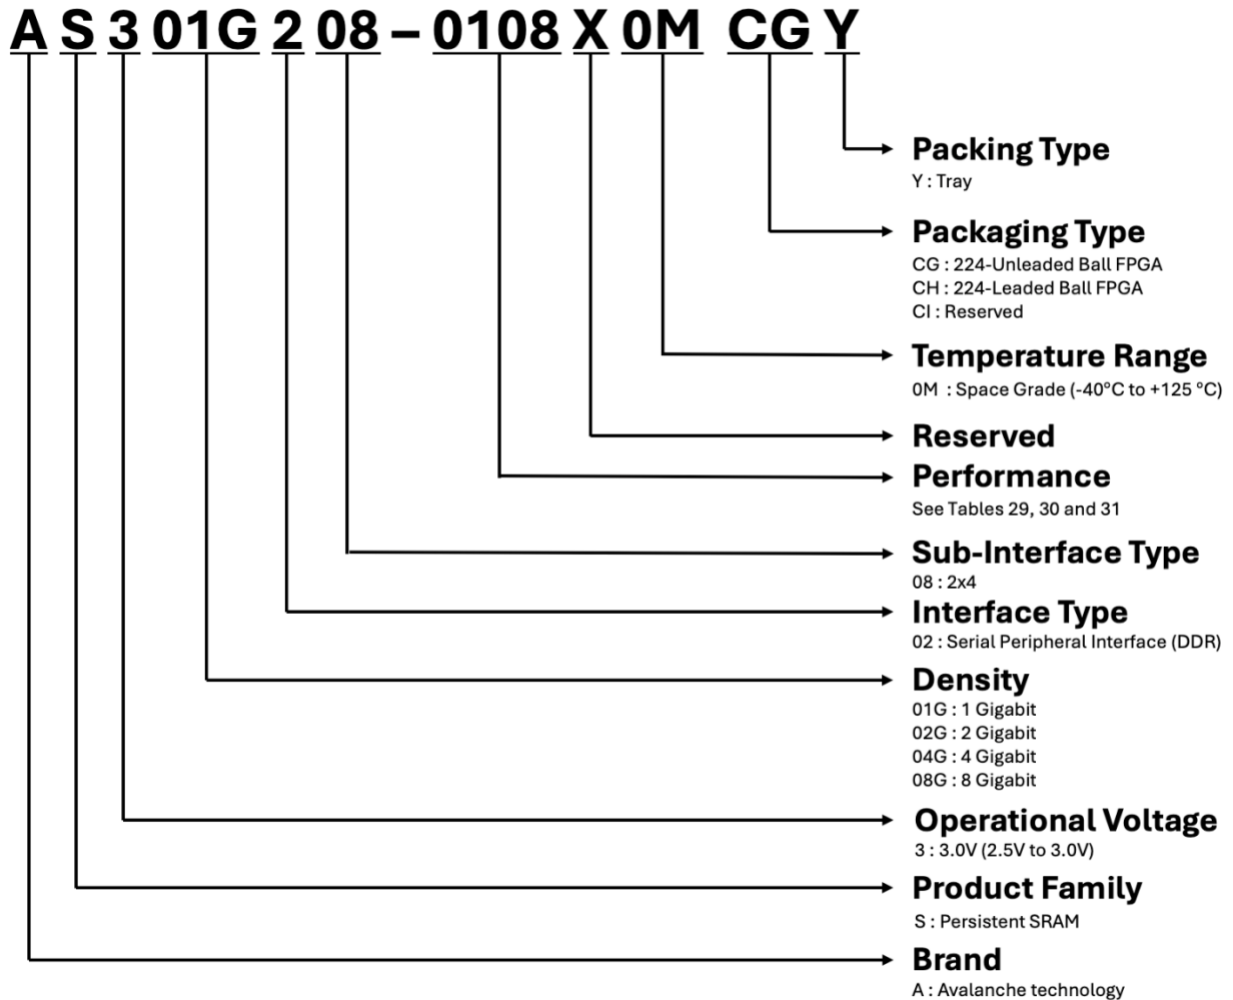 A S 3 01G 2 08 – 0108 X 0M CG Y
Packing Type
Y : Tray
Packaging Type
CG : 224-Unleaded Ball FPGA
CH : 224-Leaded Ball FPGA
CI : Reserved
Temperature Range
0M : Space Grade (-40°C to +125 °C)
Reserved
Performance
See Tables 29, 30 and 31
Sub-Interface Type
08 : 2x4
Interface Type
02 : Serial Peripheral Interface (DDR)
Density
01G : 1 Gigabit
02G : 2 Gigabit
04G : 4 Gigabit
08G : 8 Gigabit
Operational Voltage
3 : 3.0V (2.5V to 3.0V)
Product Family
S : Persistent SRAM
Brand
A : Avalanche technology